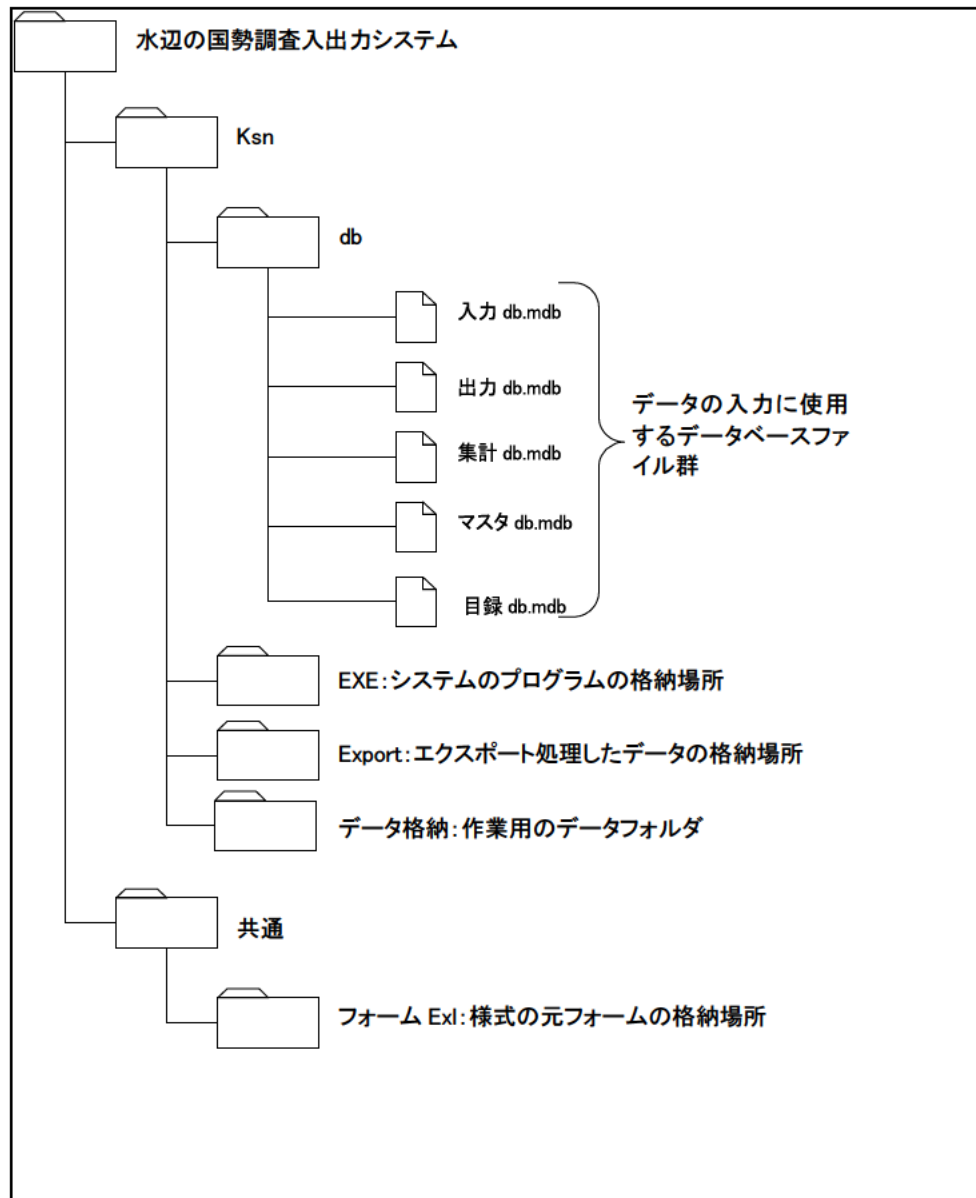 水辺の国勢調査入出力システム
Ksn
db
入力 db.mdb
出力 db.mdb
集計 db.mdb
マスタ db.mdb
目録 db.mdb
データの入力に使用
するデータベースファ
イル群
EXE：システムのプログラムの格納場所
Export：エクスポート処理したデータの格納場所
データ格納：作業用のデータフォルダ
共通
フォーム Exl：様式の元フォームの格納場所